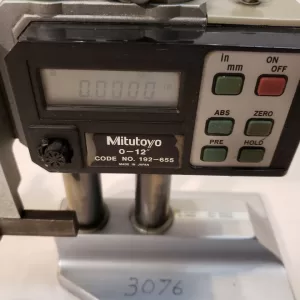 in
mm
ON
OFF
0.0000
ABS
ZERO
PRE
HOLD
Mitutoyo
0-12"
CODE NO. 192-655
MADE IN JAPAN
3076